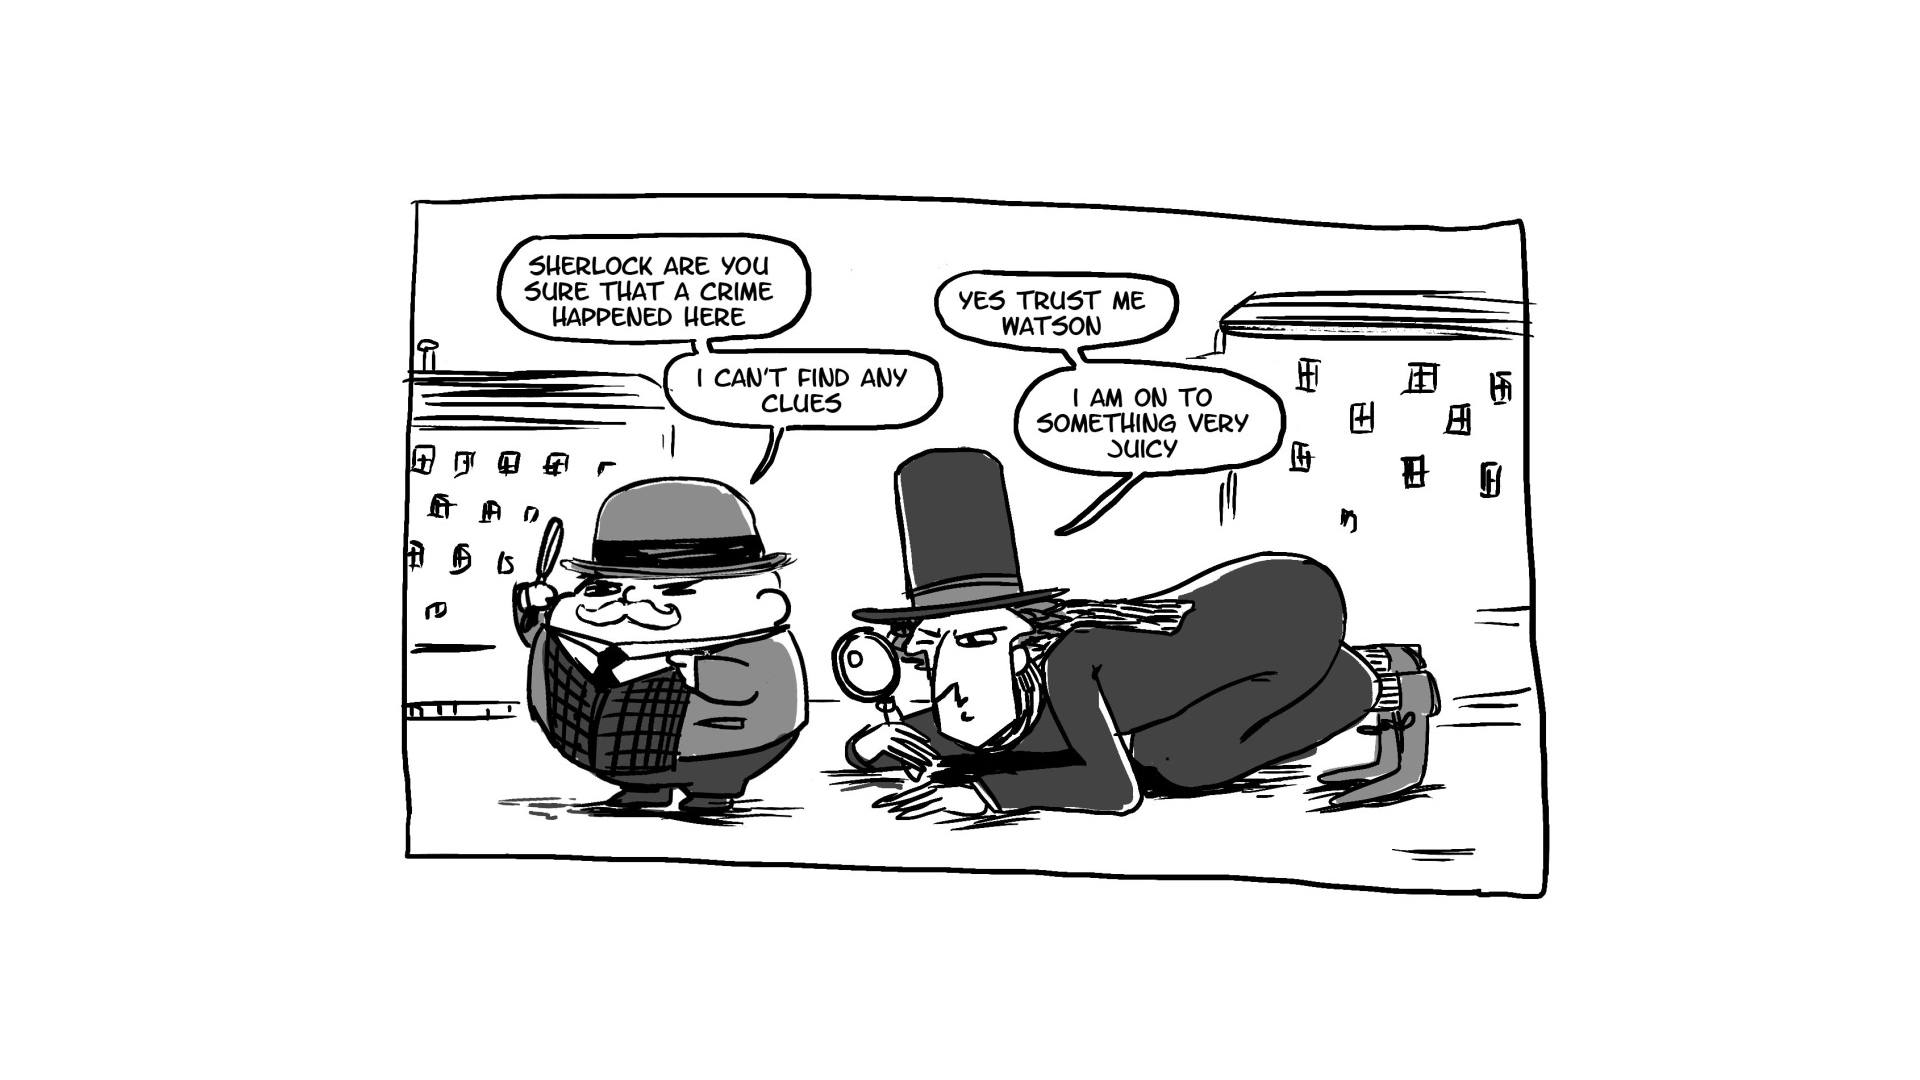 SHERLOCK ARE YOU
SURE THAT A CRIME
HAPPENED HERE
I CAN'T FIND ANY
CLUES
YES TRUST ME
WATSON
I AM ON TO
SOMETHING VERY
JUICY